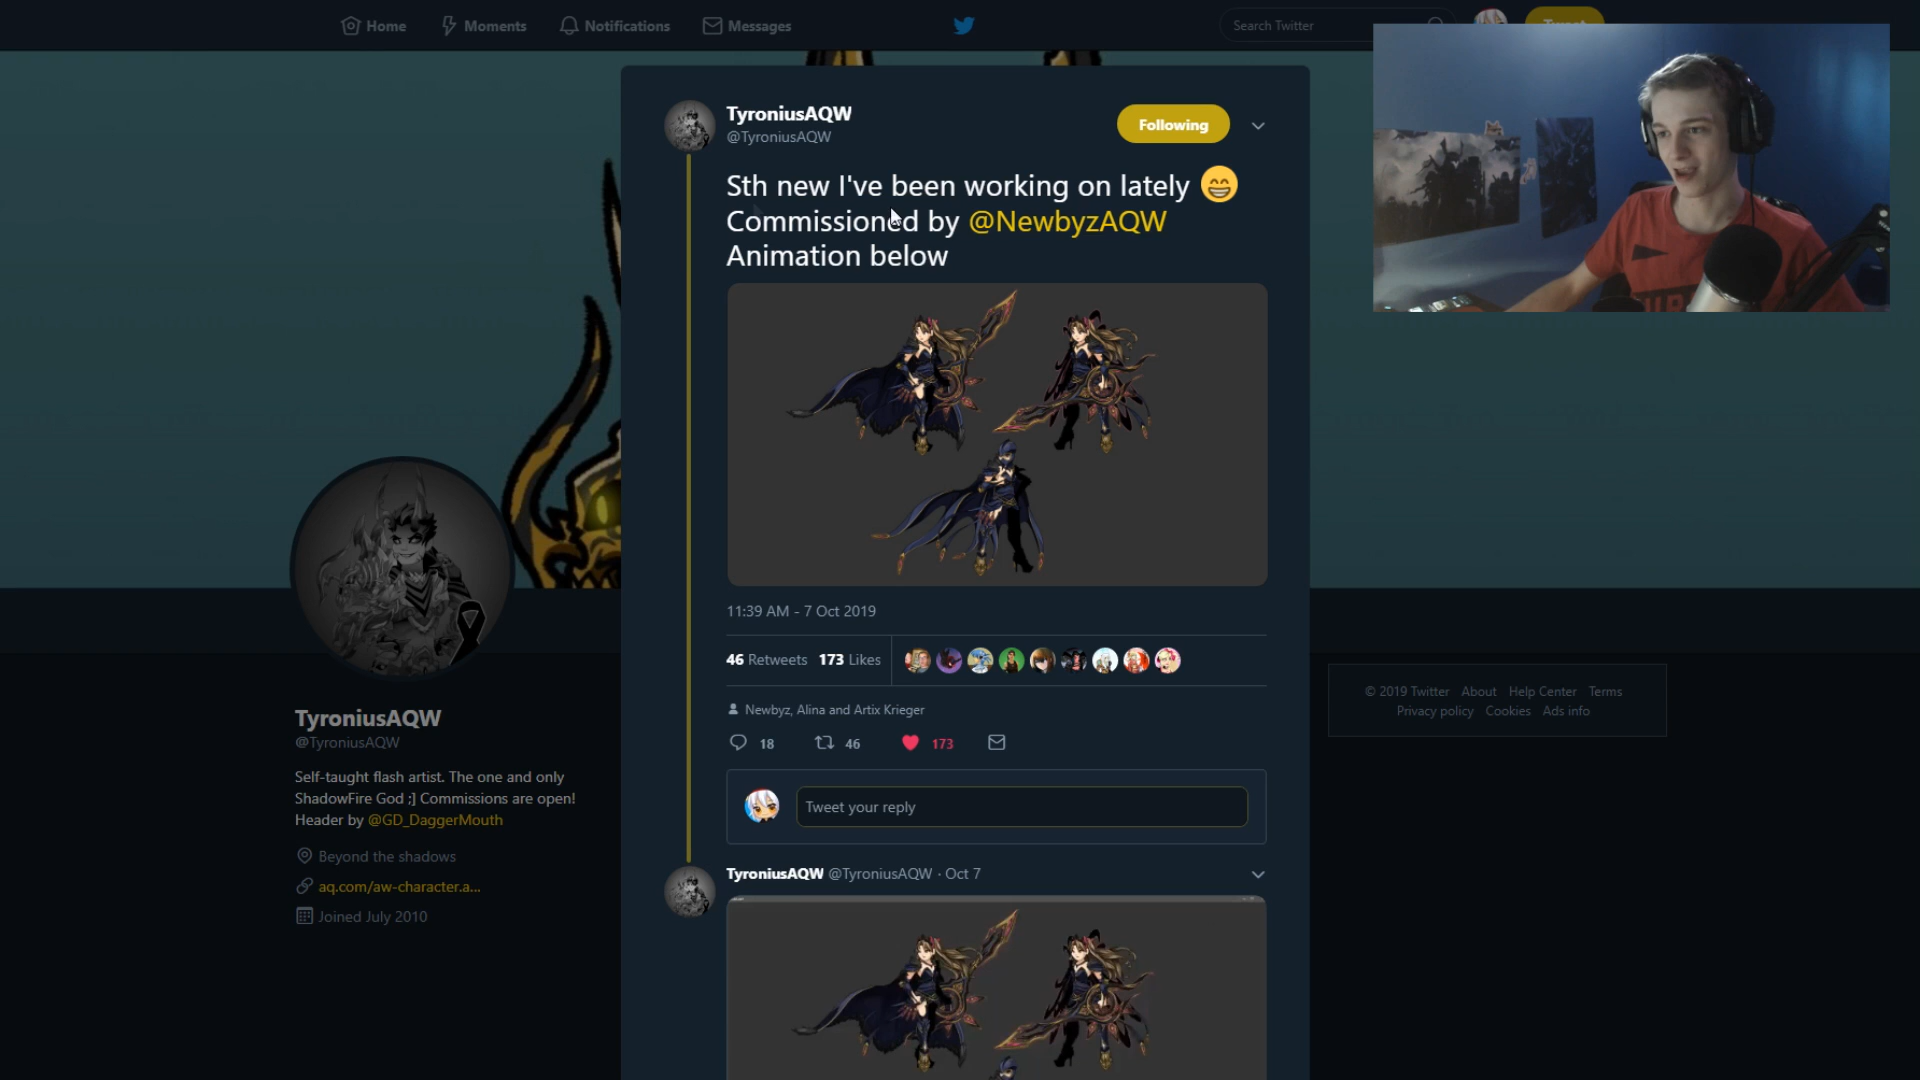 Home
Moments
Notifications
Messages
Search Twitter
Tweet
TyroniusAQW
@TyroniusAQW
Following
Sth new I've been working on lately 😁
Commissioned by @NewbyzAQW
Animation below
11:39 AM - 7 Oct 2019
46 Retweets 173 Likes
Newbyz, Alina and Artix Krieger
18
46
173
Tweet your reply
TyroniusAQW @TyroniusAQW · Oct 7
TyroniusAQW
@TyroniusAQW
Self-taught flash artist. The one and only
ShadowFire God ;] Commissions are open!
Header by @GD_DaggerMouth
Beyond the shadows
aq.com/aw-character.a...
Joined July 2010
© 2019 Twitter About Help Center Terms
Privacy policy Cookies Ads info